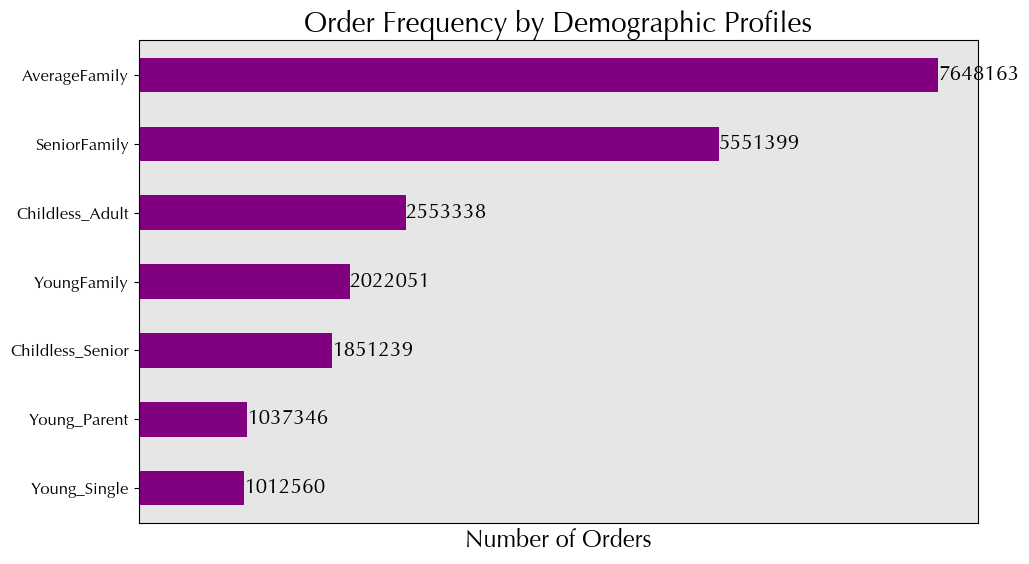 Order Frequency by Demographic Profiles
AverageFamily 7648163
SeniorFamily 5551399
Childless_Adult 2553338
YoungFamily 2022051
Childless_Senior 1851239
Young_Parent 1037346
Young_Single 1012560
Number of Orders